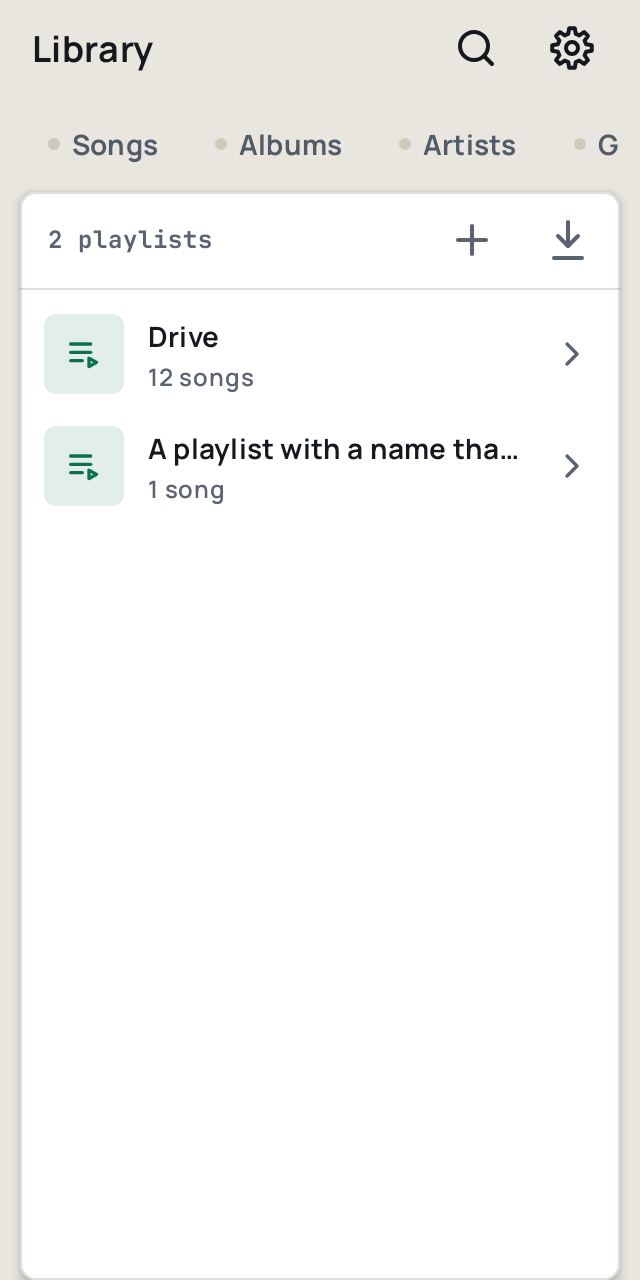 Library
Songs
Albums
Artists
G
2 playlists
Drive
12 songs
A playlist with a name tha…
1 song